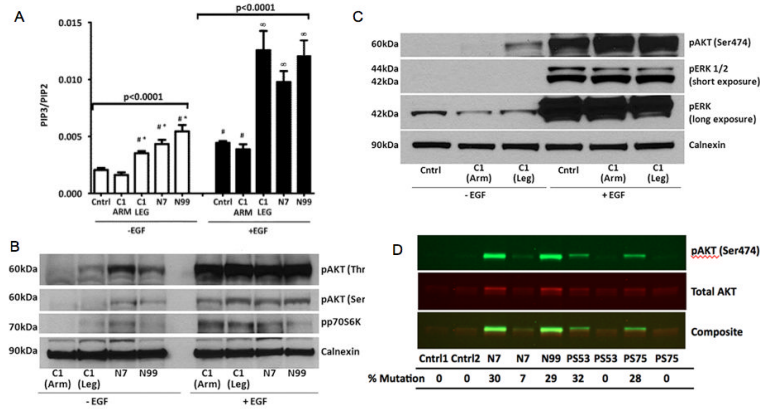 A
p<0.0001
0.015
0.010
0.005
0.000
PIP3/PIP2
p<0.0001
# *
# *
# *
#
#
∞
∞
∞
Cntrl C1 C1 N7 N99 Cntrl C1 C1 N7 N99
ARM LEG ARM LEG
-EGF +EGF
B
60kDa pAKT (Thr
60kDa pAKT (Ser
70kDa pp70S6K
90kDa Calnexin
C1 C1 N7 N99 C1 C1 N7 N99
(Arm) (Leg) (Arm) (Leg)
- EGF + EGF
C
60kDa pAKT (Ser474)
44kDa pERK 1/2
42kDa (short exposure)
42kDa pERK
(long exposure)
90kDa Calnexin
Cntrl C1 C1 Cntrl C1 C1
(Arm) (Leg) (Arm) (Leg)
- EGF + EGF
D
pAKT (Ser474)
Total AKT
Composite
Cntrl1 Cntrl2 N7 N7 N99 PS53 PS53 PS75 PS75
% Mutation 0 0 30 7 29 32 0 28 0